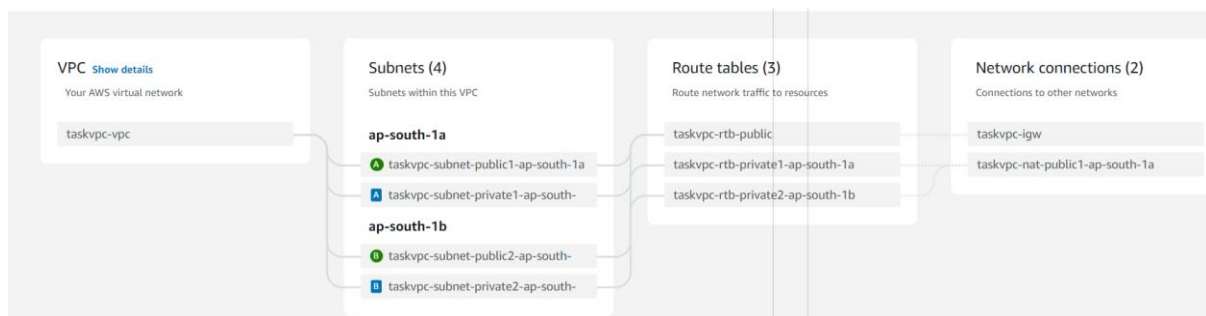 VPC Show details
Your AWS virtual network
taskvpc-vpc
Subnets (4)
Subnets within this VPC
ap-south-1a
A taskvpc-subnet-public1-ap-south-1a
A taskvpc-subnet-private1-ap-south-
ap-south-1b
B taskvpc-subnet-public2-ap-south-
B taskvpc-subnet-private2-ap-south-
Route tables (3)
Route network traffic to resources
taskvpc-rtb-public
taskvpc-rtb-private1-ap-south-1a
taskvpc-rtb-private2-ap-south-1b
Network connections (2)
Connections to other networks
taskvpc-igw
taskvpc-nat-public1-ap-south-1a